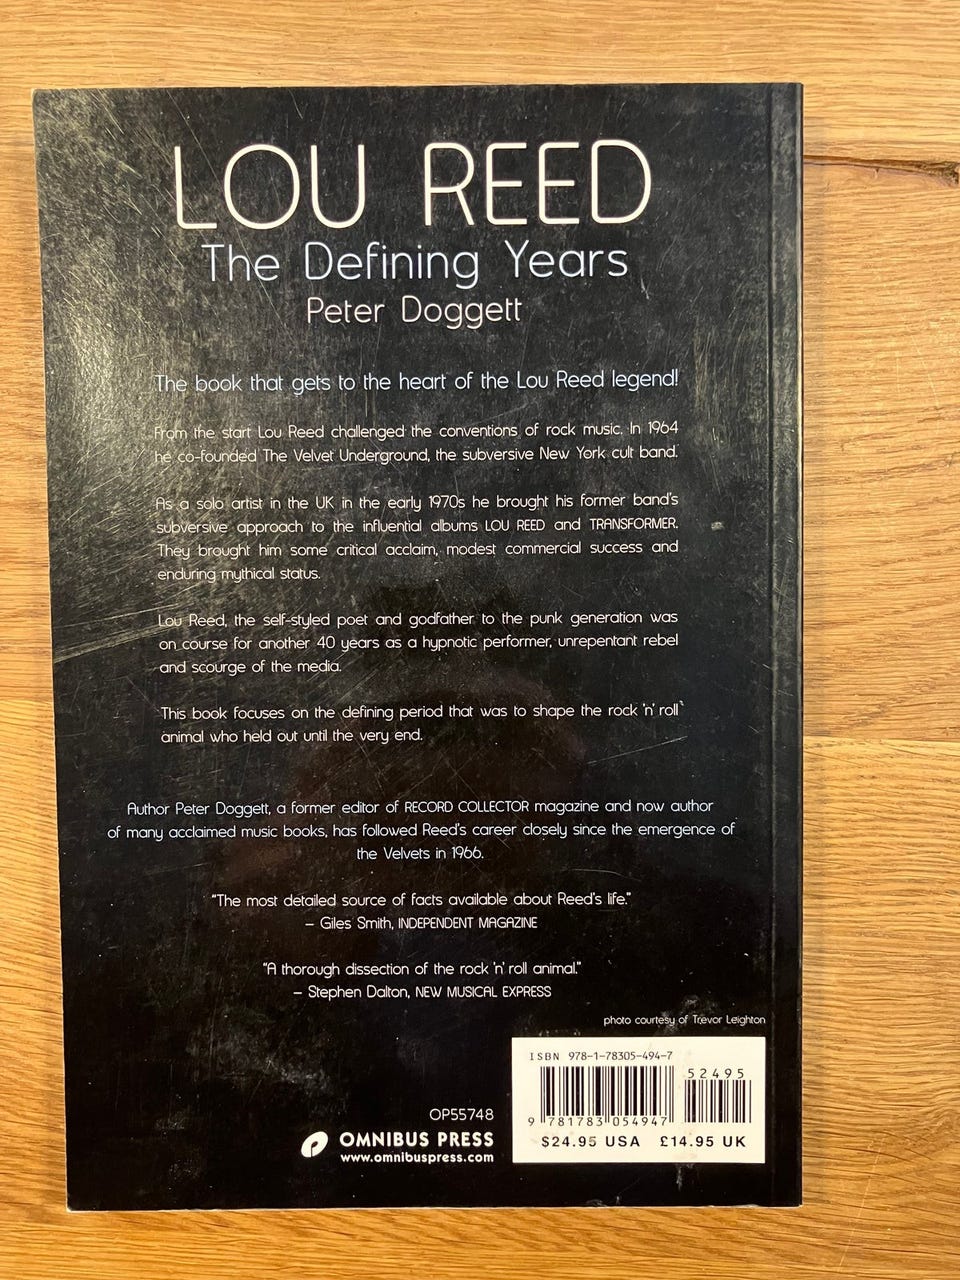 LOU REED
The Defining Years
Peter Doggett
The book that gets to the heart of the Lou Reed legend!
From the start Lou Reed challenged the conventions of rock music. In 1964
he co-founded The Velvet Underground, the subversive New York cult band.
As a solo artist in the UK in the early 1970s he brought his former band's
subversive approach to the influential albums LOU REED and TRANSFORMER.
They brought him some critical acclaim, modest commercial success and
enduring mythical status.
Lou Reed, the self-styled poet and godfather to the punk generation was
on course for another 40 years as a hypnotic performer, unrepentant rebel
and scourge of the media.
This book focuses on the defining period that was to shape the rock 'n' roll
animal who held out until the very end.
Author Peter Doggett, a former editor of RECORD COLLECTOR magazine and now author
of many acclaimed music books, has followed Reed's career closely since the emergence of
the Velvets in 1966.
"The most detailed source of facts available about Reed's life."
– Giles Smith, INDEPENDENT MAGAZINE
"A thorough dissection of the rock 'n' roll animal."
– Stephen Dalton, NEW MUSICAL EXPRESS
photo courtesy of Trevor Leighton
ISBN 978-1-78305-494-7
52495
9 781783 054947
$24.95 USA £14.95 UK
OP55748
OMNIBUS PRESS
www.omnibuspress.com